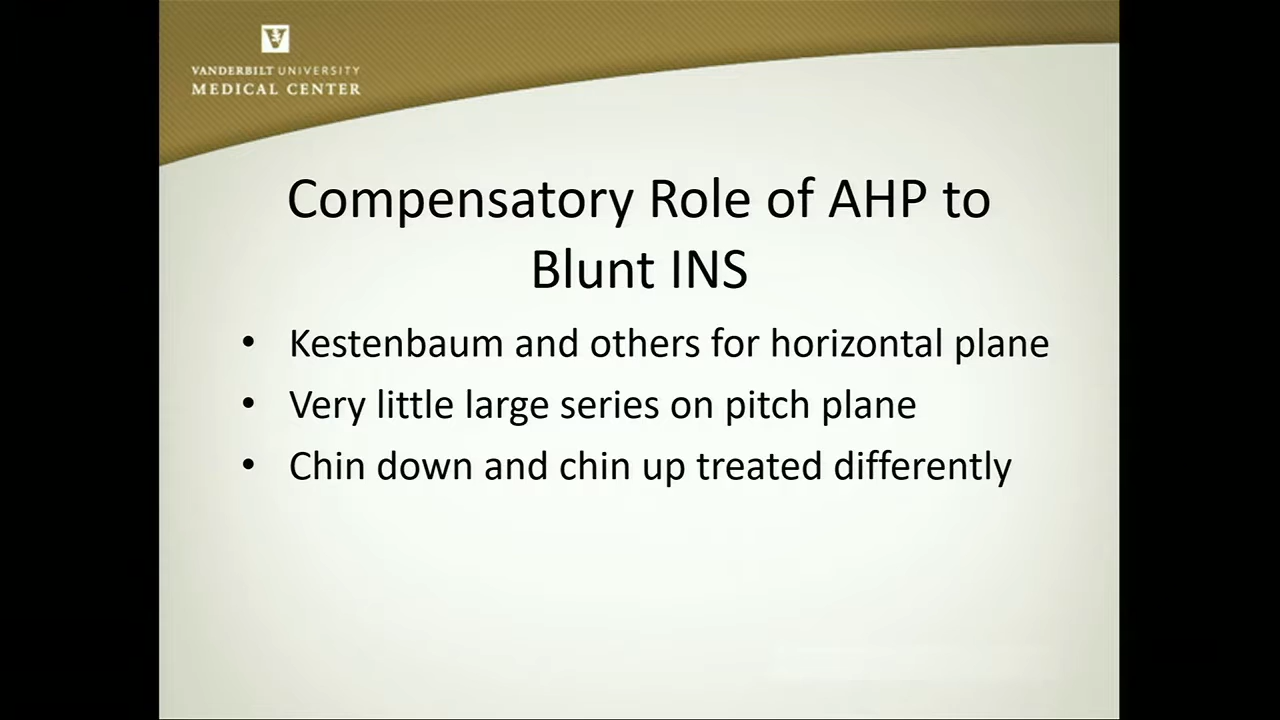 VANDERBILT UNIVERSITY
MEDICAL CENTER
Compensatory Role of AHP to
Blunt INS
• Kestenbaum and others for horizontal plane
• Very little large series on pitch plane
• Chin down and chin up treated differently